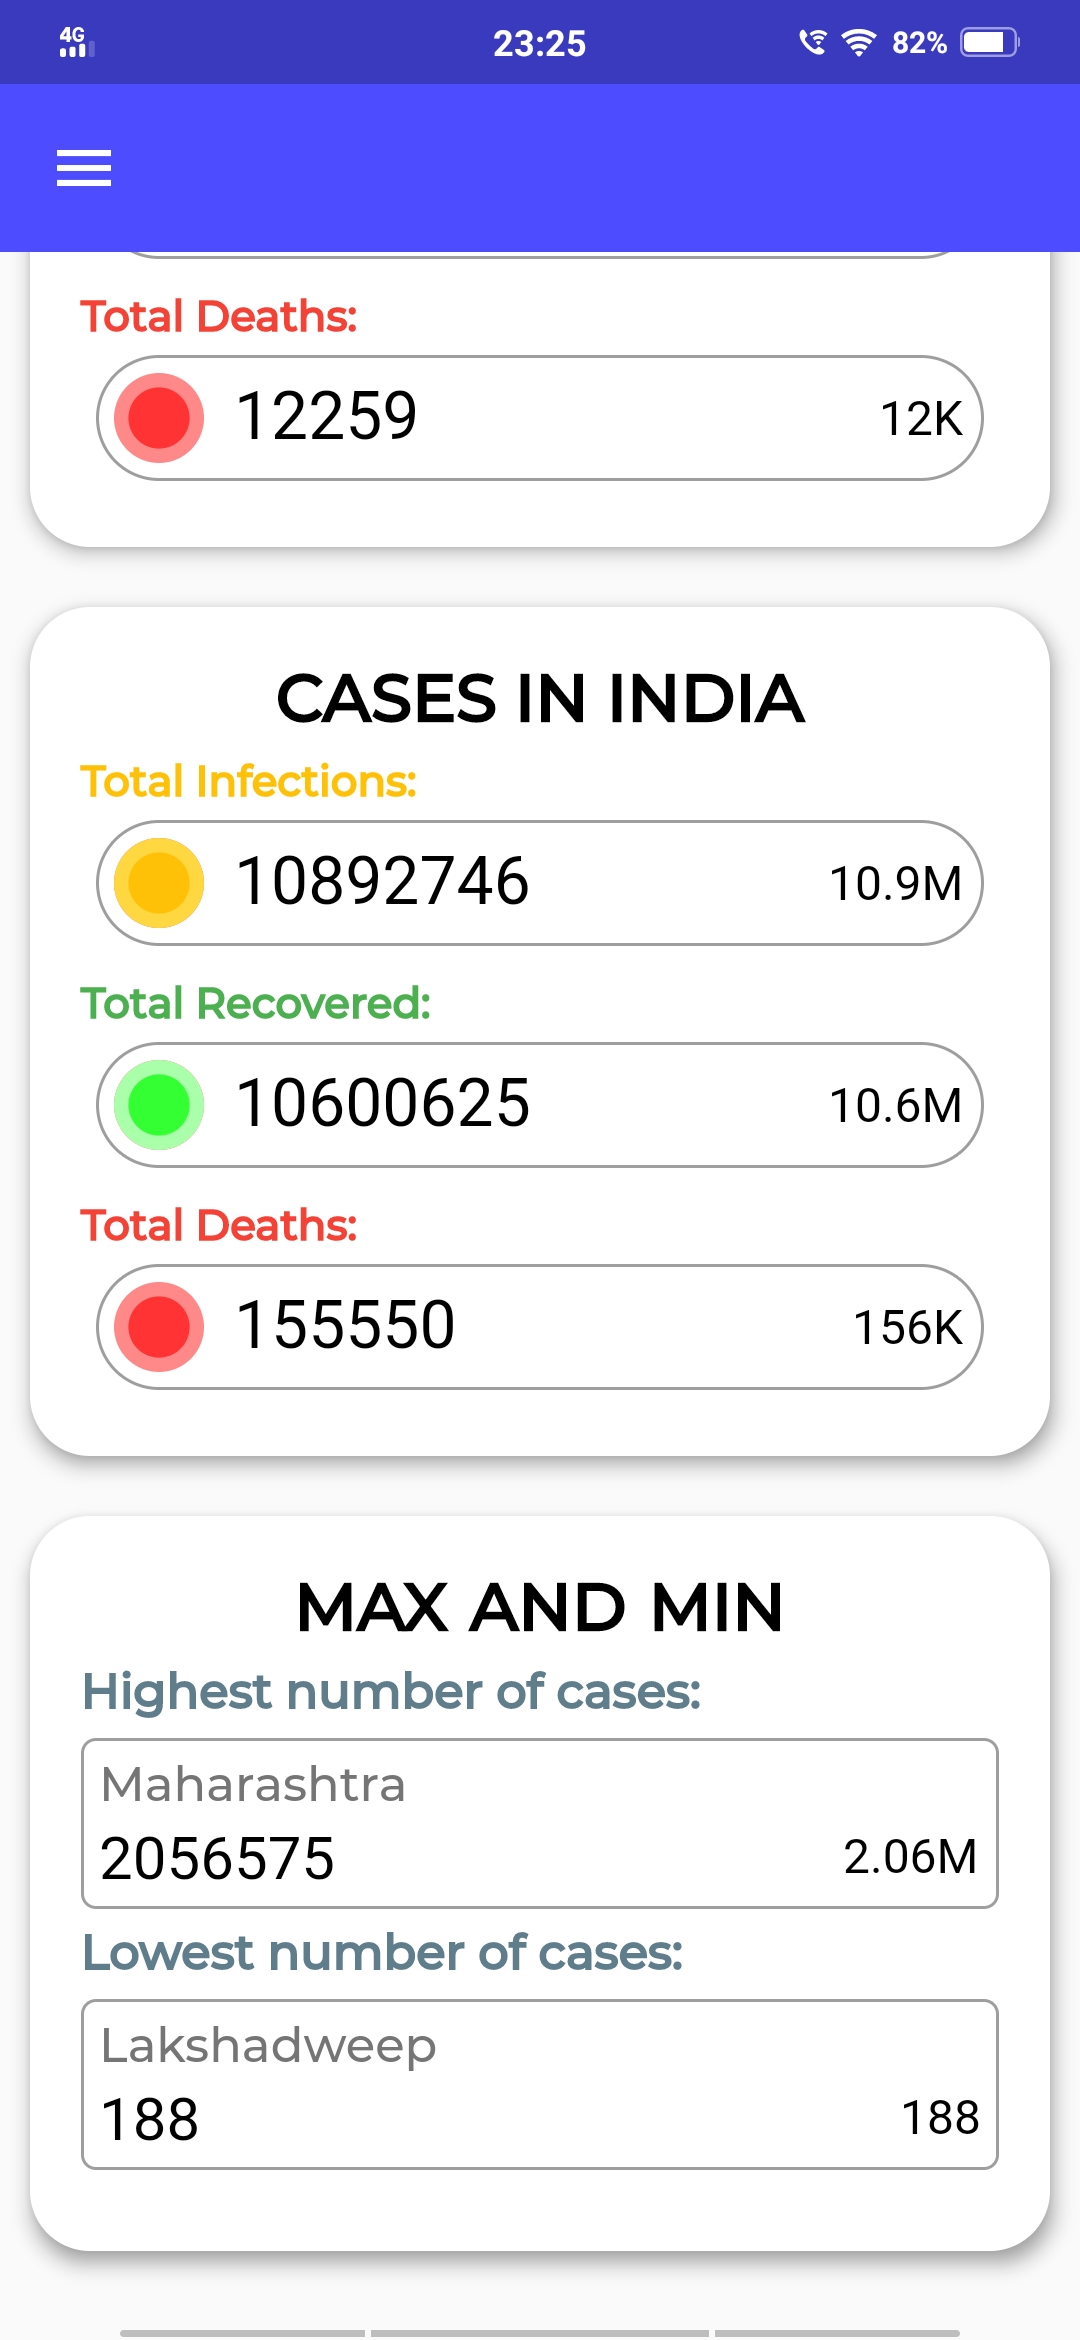 4G 23:25 82%
Total Deaths:
12259 12K
CASES IN INDIA
Total Infections:
10892746 10.9M
Total Recovered:
10600625 10.6M
Total Deaths:
155550 156K
MAX AND MIN
Highest number of cases:
Maharashtra
2056575 2.06M
Lowest number of cases:
Lakshadweep
188 188